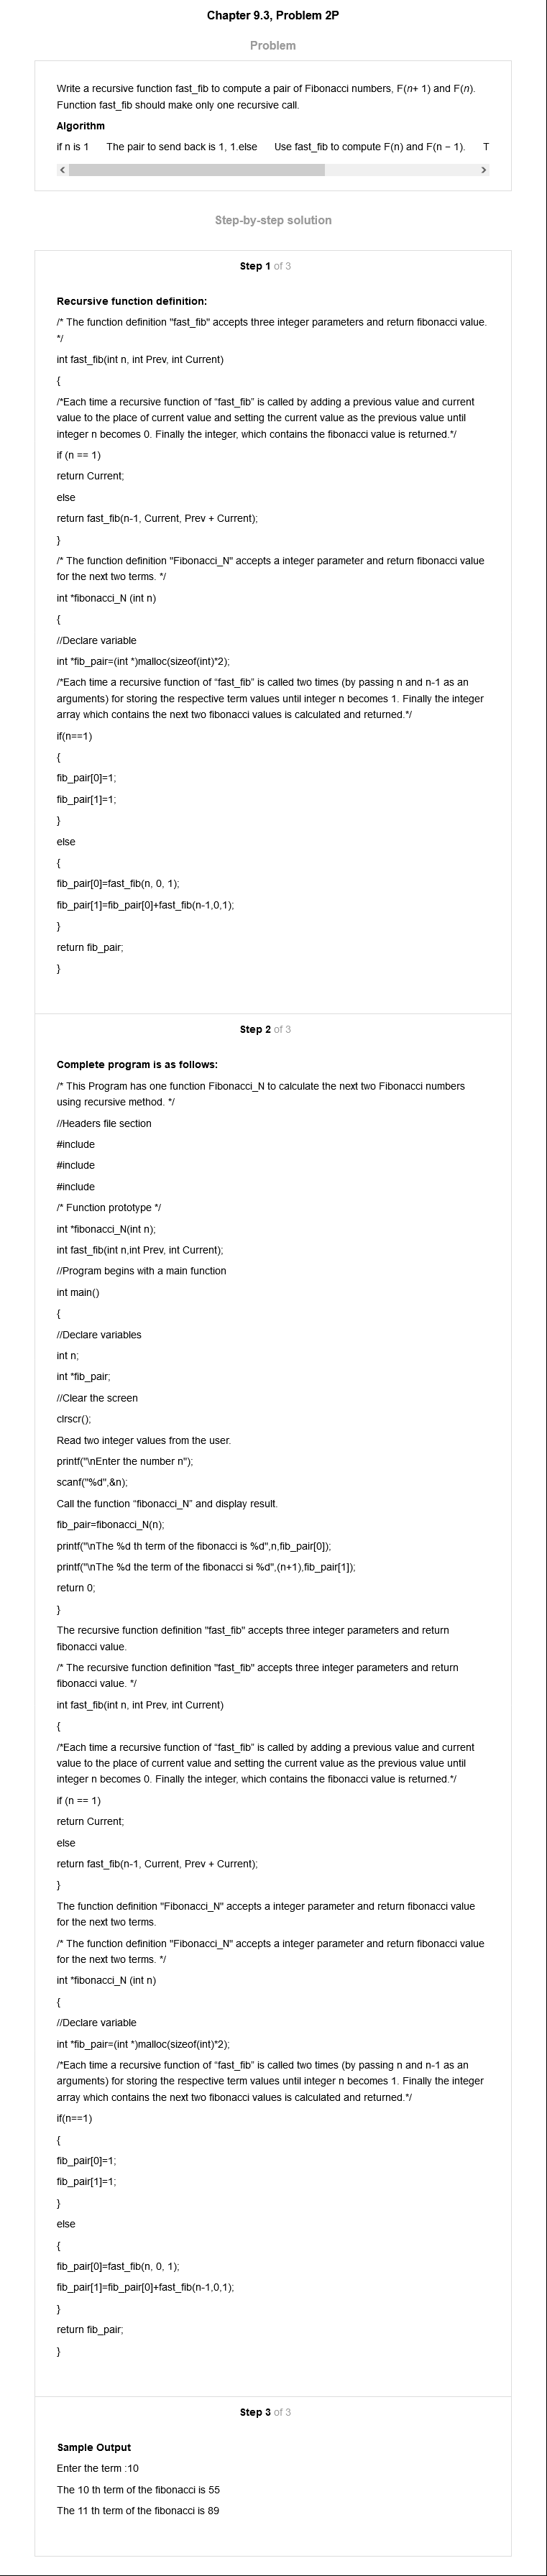 Chapter 9.3, Problem 2P
Problem
Write a recursive function fast_fib to compute a pair of Fibonacci numbers, F(n+ 1) and F(n).
Function fast_fib should make only one recursive call.
Algorithm
if n is 1 The pair to send back is 1, 1.else Use fast_fib to compute F(n) and F(n − 1). T
Step-by-step solution
Step 1 of 3
Recursive function definition:
/* The function definition "fast_fib" accepts three integer parameters and return fibonacci value.
*/
int fast_fib(int n, int Prev, int Current)
{
/*Each time a recursive function of “fast_fib” is called by adding a previous value and current
value to the place of current value and setting the current value as the previous value until
integer n becomes 0. Finally the integer, which contains the fibonacci value is returned.*/
if (n == 1)
return Current;
else
return fast_fib(n-1, Current, Prev + Current);
}
/* The function definition "Fibonacci_N" accepts a integer parameter and return fibonacci value
for the next two terms. */
int *fibonacci_N (int n)
{
//Declare variable
int *fib_pair=(int *)malloc(sizeof(int)*2);
/*Each time a recursive function of “fast_fib” is called two times (by passing n and n-1 as an
arguments) for storing the respective term values until integer n becomes 1. Finally the integer
array which contains the next two fibonacci values is calculated and returned.*/
if(n==1)
{
fib_pair[0]=1;
fib_pair[1]=1;
}
else
{
fib_pair[0]=fast_fib(n, 0, 1);
fib_pair[1]=fib_pair[0]+fast_fib(n-1,0,1);
}
return fib_pair;
}
Step 2 of 3
Complete program is as follows:
/* This Program has one function Fibonacci_N to calculate the next two Fibonacci numbers
using recursive method. */
//Headers file section
#include
#include
#include
/* Function prototype */
int *fibonacci_N(int n);
int fast_fib(int n,int Prev, int Current);
//Program begins with a main function
int main()
{
//Declare variables
int n;
int *fib_pair;
//Clear the screen
clrscr();
Read two integer values from the user.
printf("\nEnter the number n");
scanf("%d",&n);
Call the function “fibonacci_N” and display result.
fib_pair=fibonacci_N(n);
printf("\nThe %d th term of the fibonacci is %d",n,fib_pair[0]);
printf("\nThe %d the term of the fibonacci si %d",(n+1),fib_pair[1]);
return 0;
}
The recursive function definition "fast_fib" accepts three integer parameters and return
fibonacci value.
/* The recursive function definition "fast_fib" accepts three integer parameters and return
fibonacci value. */
int fast_fib(int n, int Prev, int Current)
{
/*Each time a recursive function of “fast_fib” is called by adding a previous value and current
value to the place of current value and setting the current value as the previous value until
integer n becomes 0. Finally the integer, which contains the fibonacci value is returned.*/
if (n == 1)
return Current;
else
return fast_fib(n-1, Current, Prev + Current);
}
The function definition "Fibonacci_N" accepts a integer parameter and return fibonacci value
for the next two terms.
/* The function definition "Fibonacci_N" accepts a integer parameter and return fibonacci value
for the next two terms. */
int *fibonacci_N (int n)
{
//Declare variable
int *fib_pair=(int *)malloc(sizeof(int)*2);
/*Each time a recursive function of “fast_fib” is called two times (by passing n and n-1 as an
arguments) for storing the respective term values until integer n becomes 1. Finally the integer
array which contains the next two fibonacci values is calculated and returned.*/
if(n==1)
{
fib_pair[0]=1;
fib_pair[1]=1;
}
else
{
fib_pair[0]=fast_fib(n, 0, 1);
fib_pair[1]=fib_pair[0]+fast_fib(n-1,0,1);
}
return fib_pair;
}
Step 3 of 3
Sample Output
Enter the term :10
The 10 th term of the fibonacci is 55
The 11 th term of the fibonacci is 89